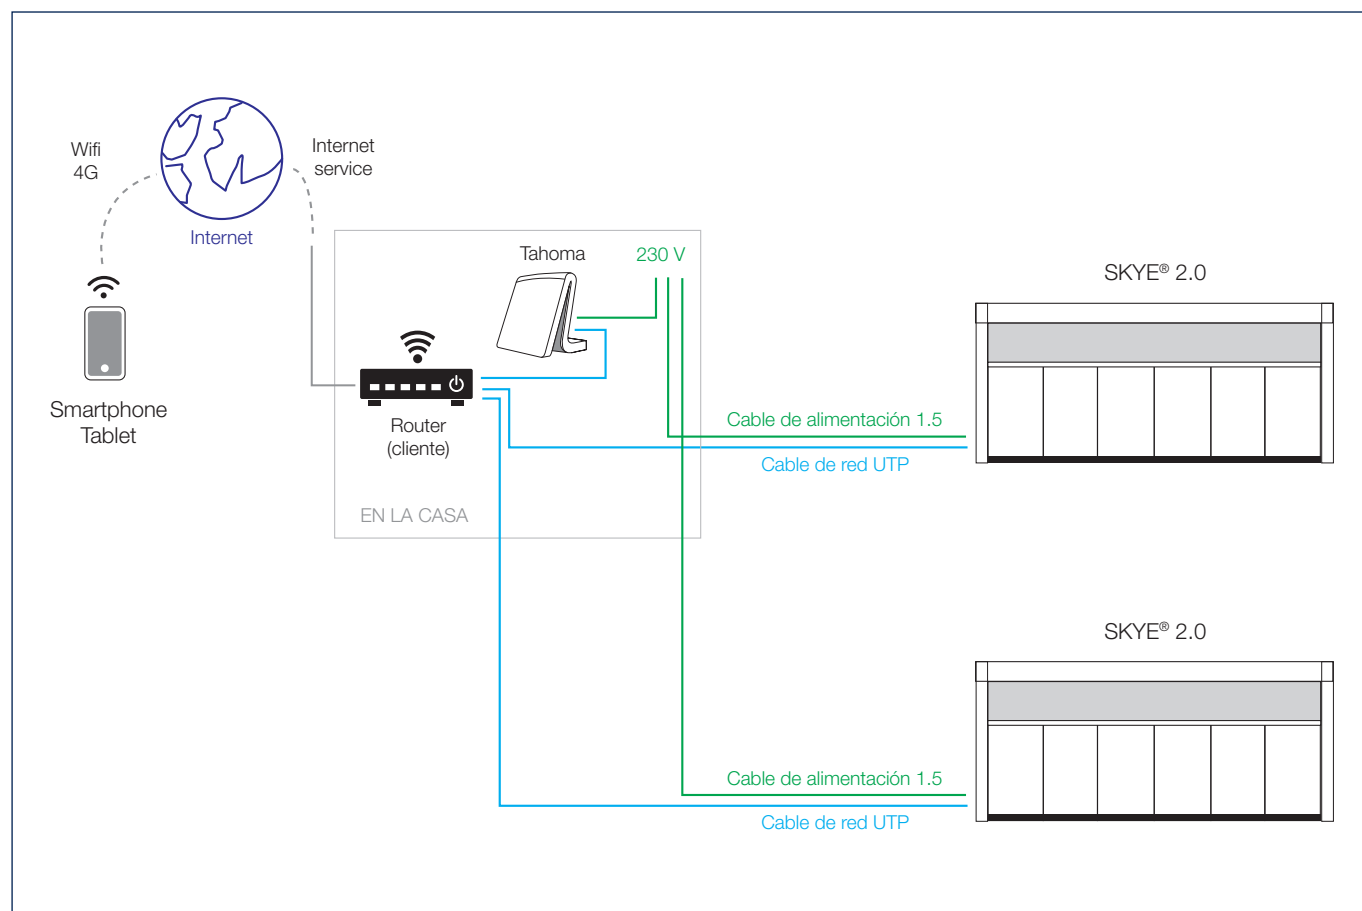 Wifi
4G
Internet
service
Internet
Smartphone
Tablet
Tahoma
230 V
Router
(cliente)
EN LA CASA
SKYE® 2.0
Cable de alimentación 1.5
Cable de red UTP
SKYE® 2.0
Cable de alimentación 1.5
Cable de red UTP